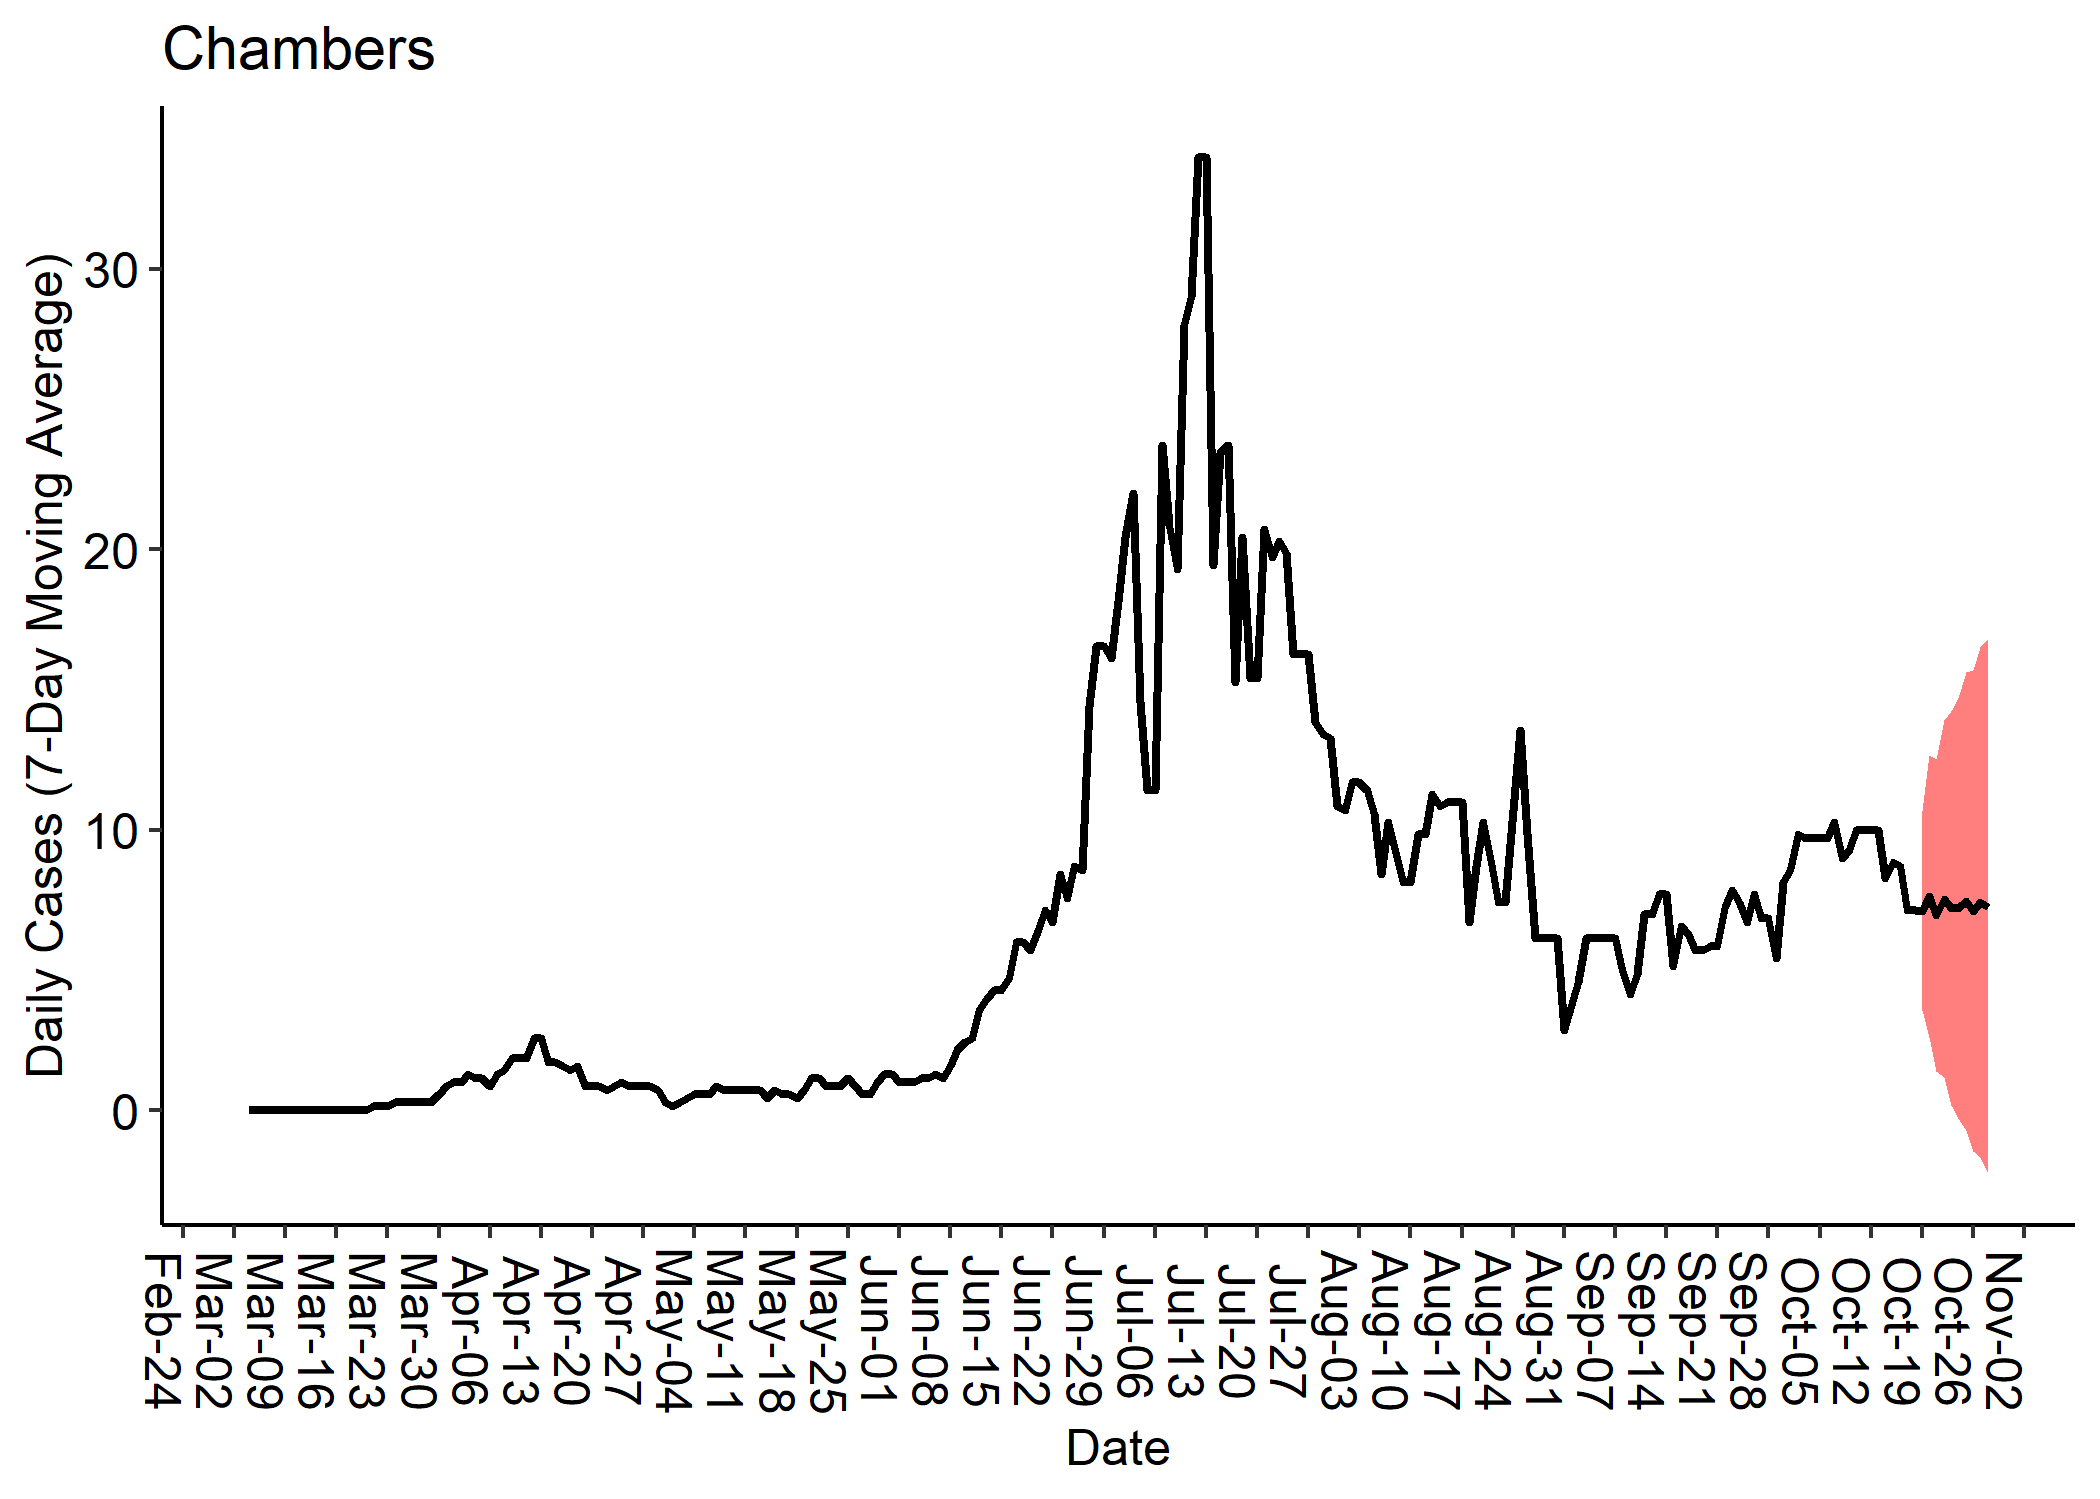 Chambers
Daily Cases (7-Day Moving Average)
30
20
10
0
Feb-24
Mar-02
Mar-09
Mar-16
Mar-23
Mar-30
Apr-06
Apr-13
Apr-20
Apr-27
May-04
May-11
May-18
May-25
Jun-01
Jun-08
Jun-15
Jun-22
Jun-29
Jul-06
Jul-13
Jul-20
Jul-27
Aug-03
Aug-10
Aug-17
Aug-24
Aug-31
Sep-07
Sep-14
Sep-21
Sep-28
Oct-05
Oct-12
Oct-19
Oct-26
Nov-02
Date